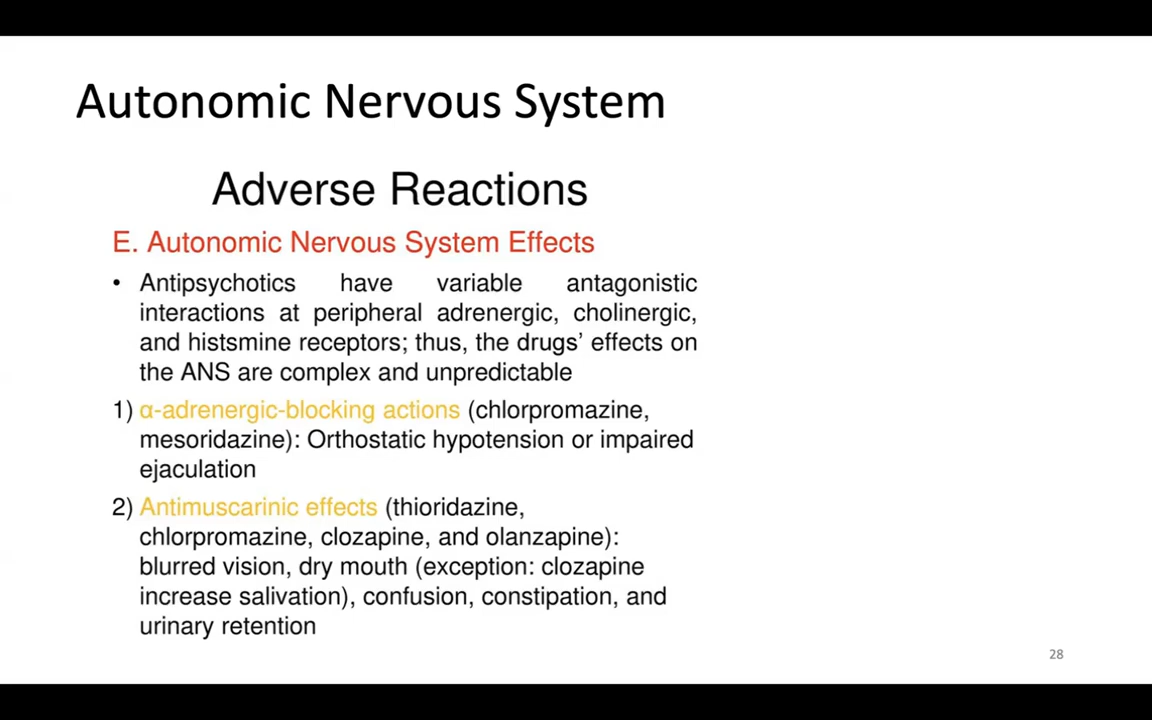 Autonomic Nervous System
Adverse Reactions
E. Autonomic Nervous System Effects
• Antipsychotics have variable antagonistic
interactions at peripheral adrenergic, cholinergic,
and histsmine receptors; thus, the drugs’ effects on
the ANS are complex and unpredictable
1) α-adrenergic-blocking actions (chlorpromazine,
mesoridazine): Orthostatic hypotension or impaired
ejaculation
2) Antimuscarinic effects (thioridazine,
chlorpromazine, clozapine, and olanzapine):
blurred vision, dry mouth (exception: clozapine
increase salivation), confusion, constipation, and
urinary retention
28